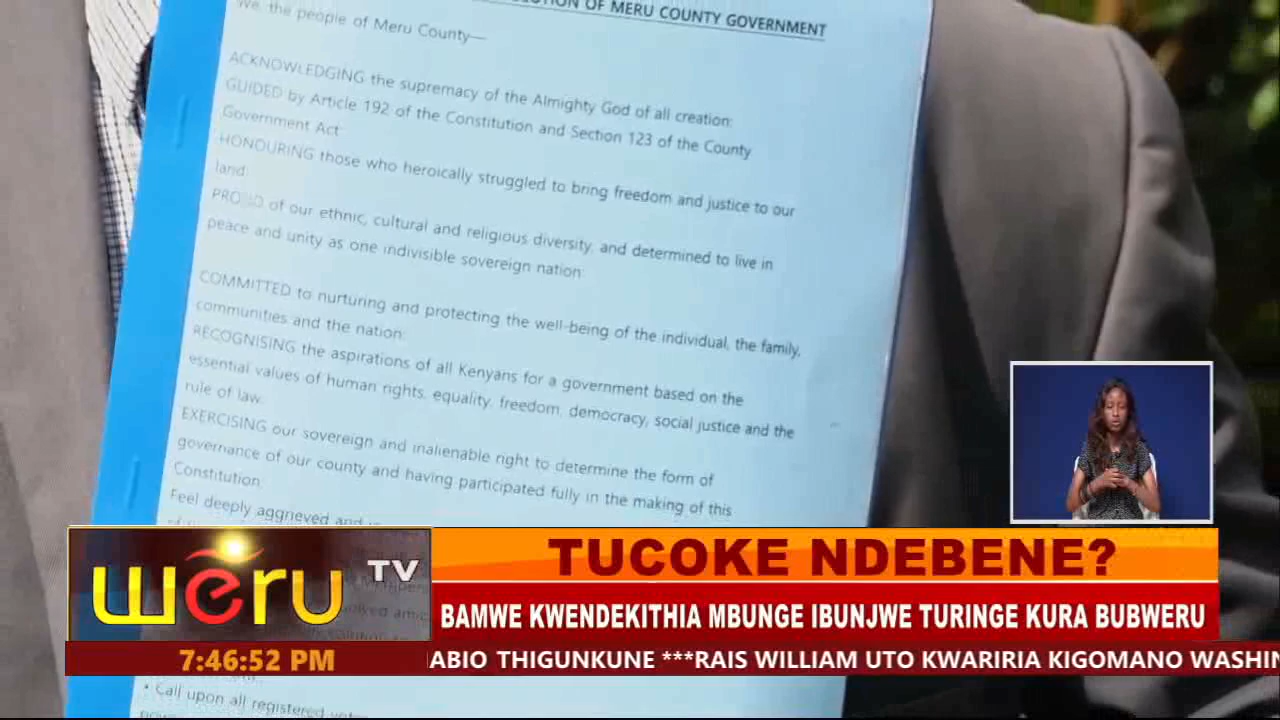 OF MERU COUNTY GOVERNMENT
We, the people of Meru County—
ACKNOWLEDGING the supremacy of the Almighty God of all creation:
GUIDED by Article 192 of the Constitution and Section 123 of the County
Government Act:
HONOURING those who heroically struggled to bring freedom and justice to our
land:
PROUD of our ethnic, cultural and religious diversity, and determined to live in
peace and unity as one indivisible sovereign nation:
COMMITTED to nurturing and protecting the well-being of the individual, the family,
communities and the nation:
RECOGNISING the aspirations of all Kenyans for a government based on the
essential values of human rights, equality, freedom, democracy, social justice and the
rule of law:
EXERCISING our sovereign and inalienable right to determine the form of
governance of our county and having participated fully in the making of this
Constitution:
Feel deeply aggrieved and
• Call upon all registered
weru TV
TUCOKE NDEBENE?
BAMWE KWENDEKITHIA MBUNGE IBUNJWE TURINGE KURA BUBWERU
7:46:52 PM
ABIO THIGUNKUNE ***RAIS WILLIAM UTO KWARIRIA KIGOMANO WASHIN